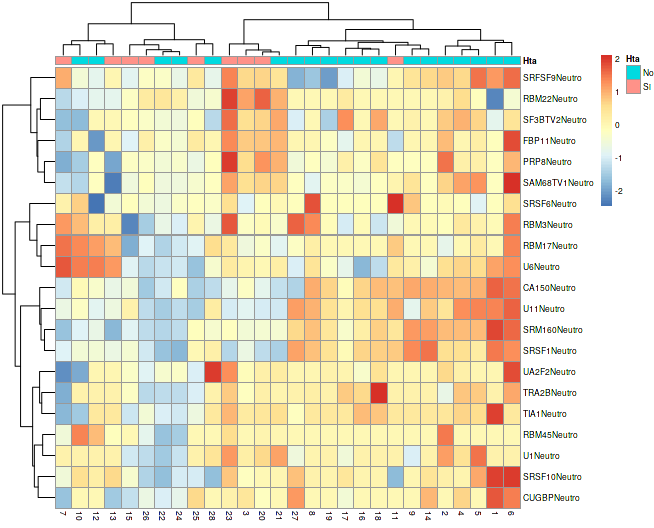 Hta
SRFSF9Neutro
RBM22Neutro
SF3BTV2Neutro
FBP11Neutro
PRP8Neutro
SAM68TV1Neutro
SRSF6Neutro
RBM3Neutro
RBM17Neutro
U6Neutro
CA150Neutro
U11Neutro
SRM160Neutro
SRSF1Neutro
UA2F2Neutro
TRA2BNeutro
TIA1Neutro
RBM45Neutro
U1Neutro
SRSF10Neutro
CUGBPNeutro
7 10 12 13 15 26 22 24 25 28 23 3 20 21 27 8 19 17 16 18 11 9 14 2 4 5 1 6
2
1
0
-1
-2
Hta
No
Si